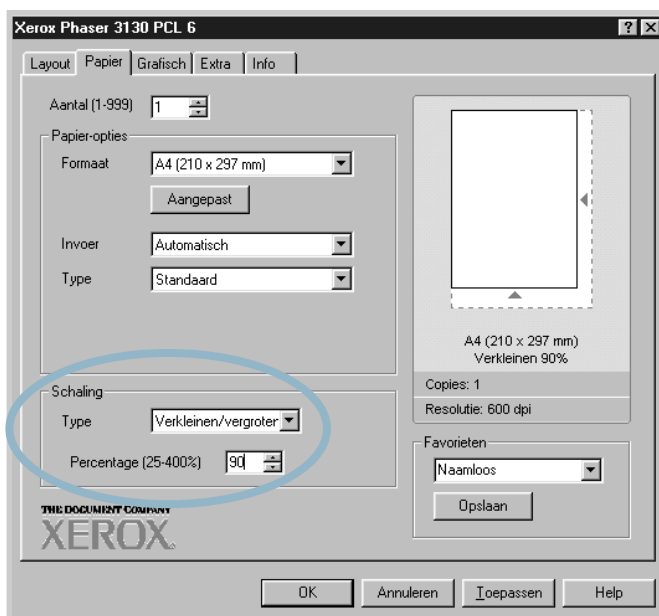 Xerox Phaser 3130 PCL 6
Layout Papier Grafisch Extra Info
Aantal (1-999) 1
Papier-opties
Formaat A4 (210 x 297 mm)
Aangepast
Invoer Automatisch
Type Standaard
Schaling
Type Verkleinen/vergroter
Percentage (25-400%) 90
THE DOCUMENT COMPANY
XEROX
A4 (210 x 297 mm)
Verkleinen 90%
Copies: 1
Resolutie: 600 dpi
Favorieten
Naamloos
Opslaan
OK Annuleren Toepassen Help